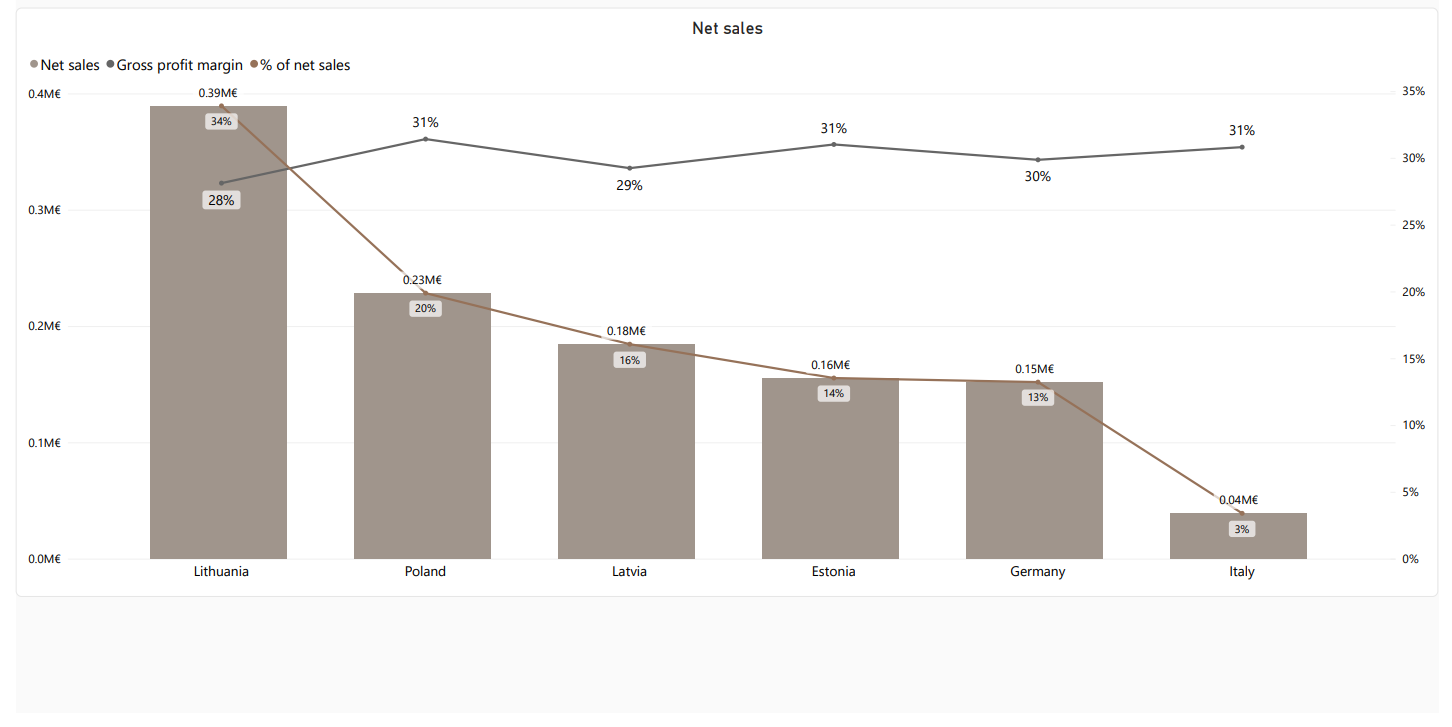 Net sales
Net sales Gross profit margin % of net sales
0.4M€ 0.39M€ 35%
34% 31% 31% 31%
30%
28% 29% 30%
0.3M€ 25%
0.23M€ 20%
20%
0.2M€ 0.18M€
16% 0.16M€ 0.15M€ 15%
14% 13%
0.1M€ 10%
0.04M€ 5%
3%
0.0M€ 0%
Lithuania Poland Latvia Estonia Germany Italy